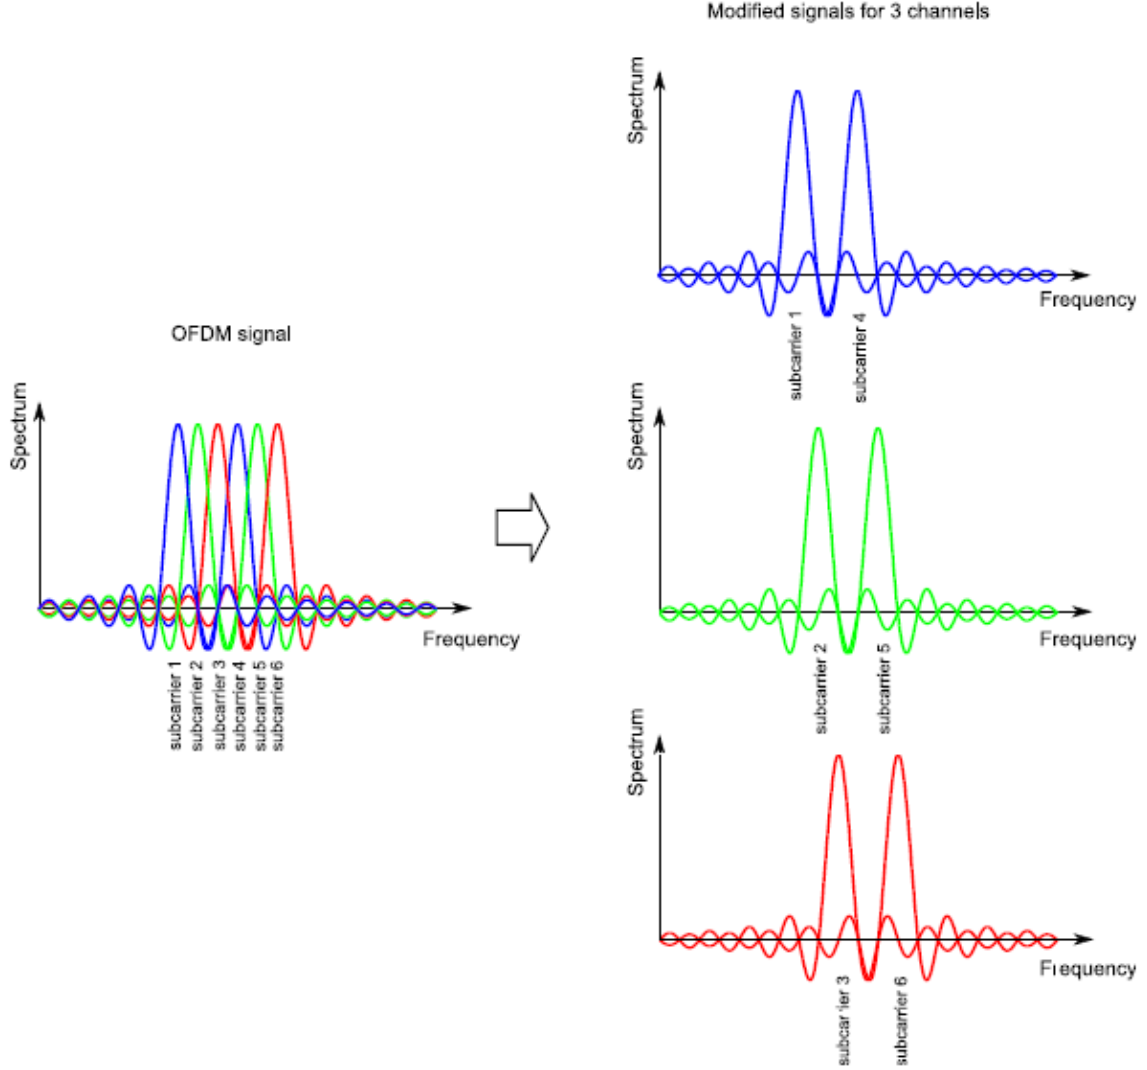 Modified signals for 3 channels
Spectrum
Frequency
subcarrier 1
subcarrier 4
OFDM signal
Spectrum
Frequency
subcarrier 1
subcarrier 2
subcarrier 3
subcarrier 4
subcarrier 5
subcarrier 6
Spectrum
Frequency
subcarrier 2
subcarrier 5
Spectrum
Frequency
subcarrier 3
subcarrier 6